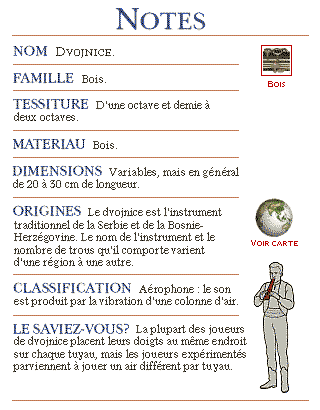 NOTES
NOM DVOJNICE.
BOIS
FAMILLE Bois.
TESSITURE D'une octave et demie à
deux octaves.
MATERIAU Bois.
DIMENSIONS Variables, mais en général
de 20 à 30 cm de longueur.
ORIGINES Le dvojnice est l'instrument
traditionnel de la Serbie et de la Bosnie-
Herzégovine. Le nom de l'instrument et le
nombre de trous qu'il comporte varient
d'une région à une autre.
VOIR CARTE
CLASSIFICATION Aérophone : le son
est produit par la vibration d'une colonne d'air.
LE SAVIEZ-VOUS? La plupart des joueurs
de dvojnice placent leurs doigts au même endroit
sur chaque tuyau, mais les joueurs expérimentés
parviennent à jouer un air différent par tuyau.